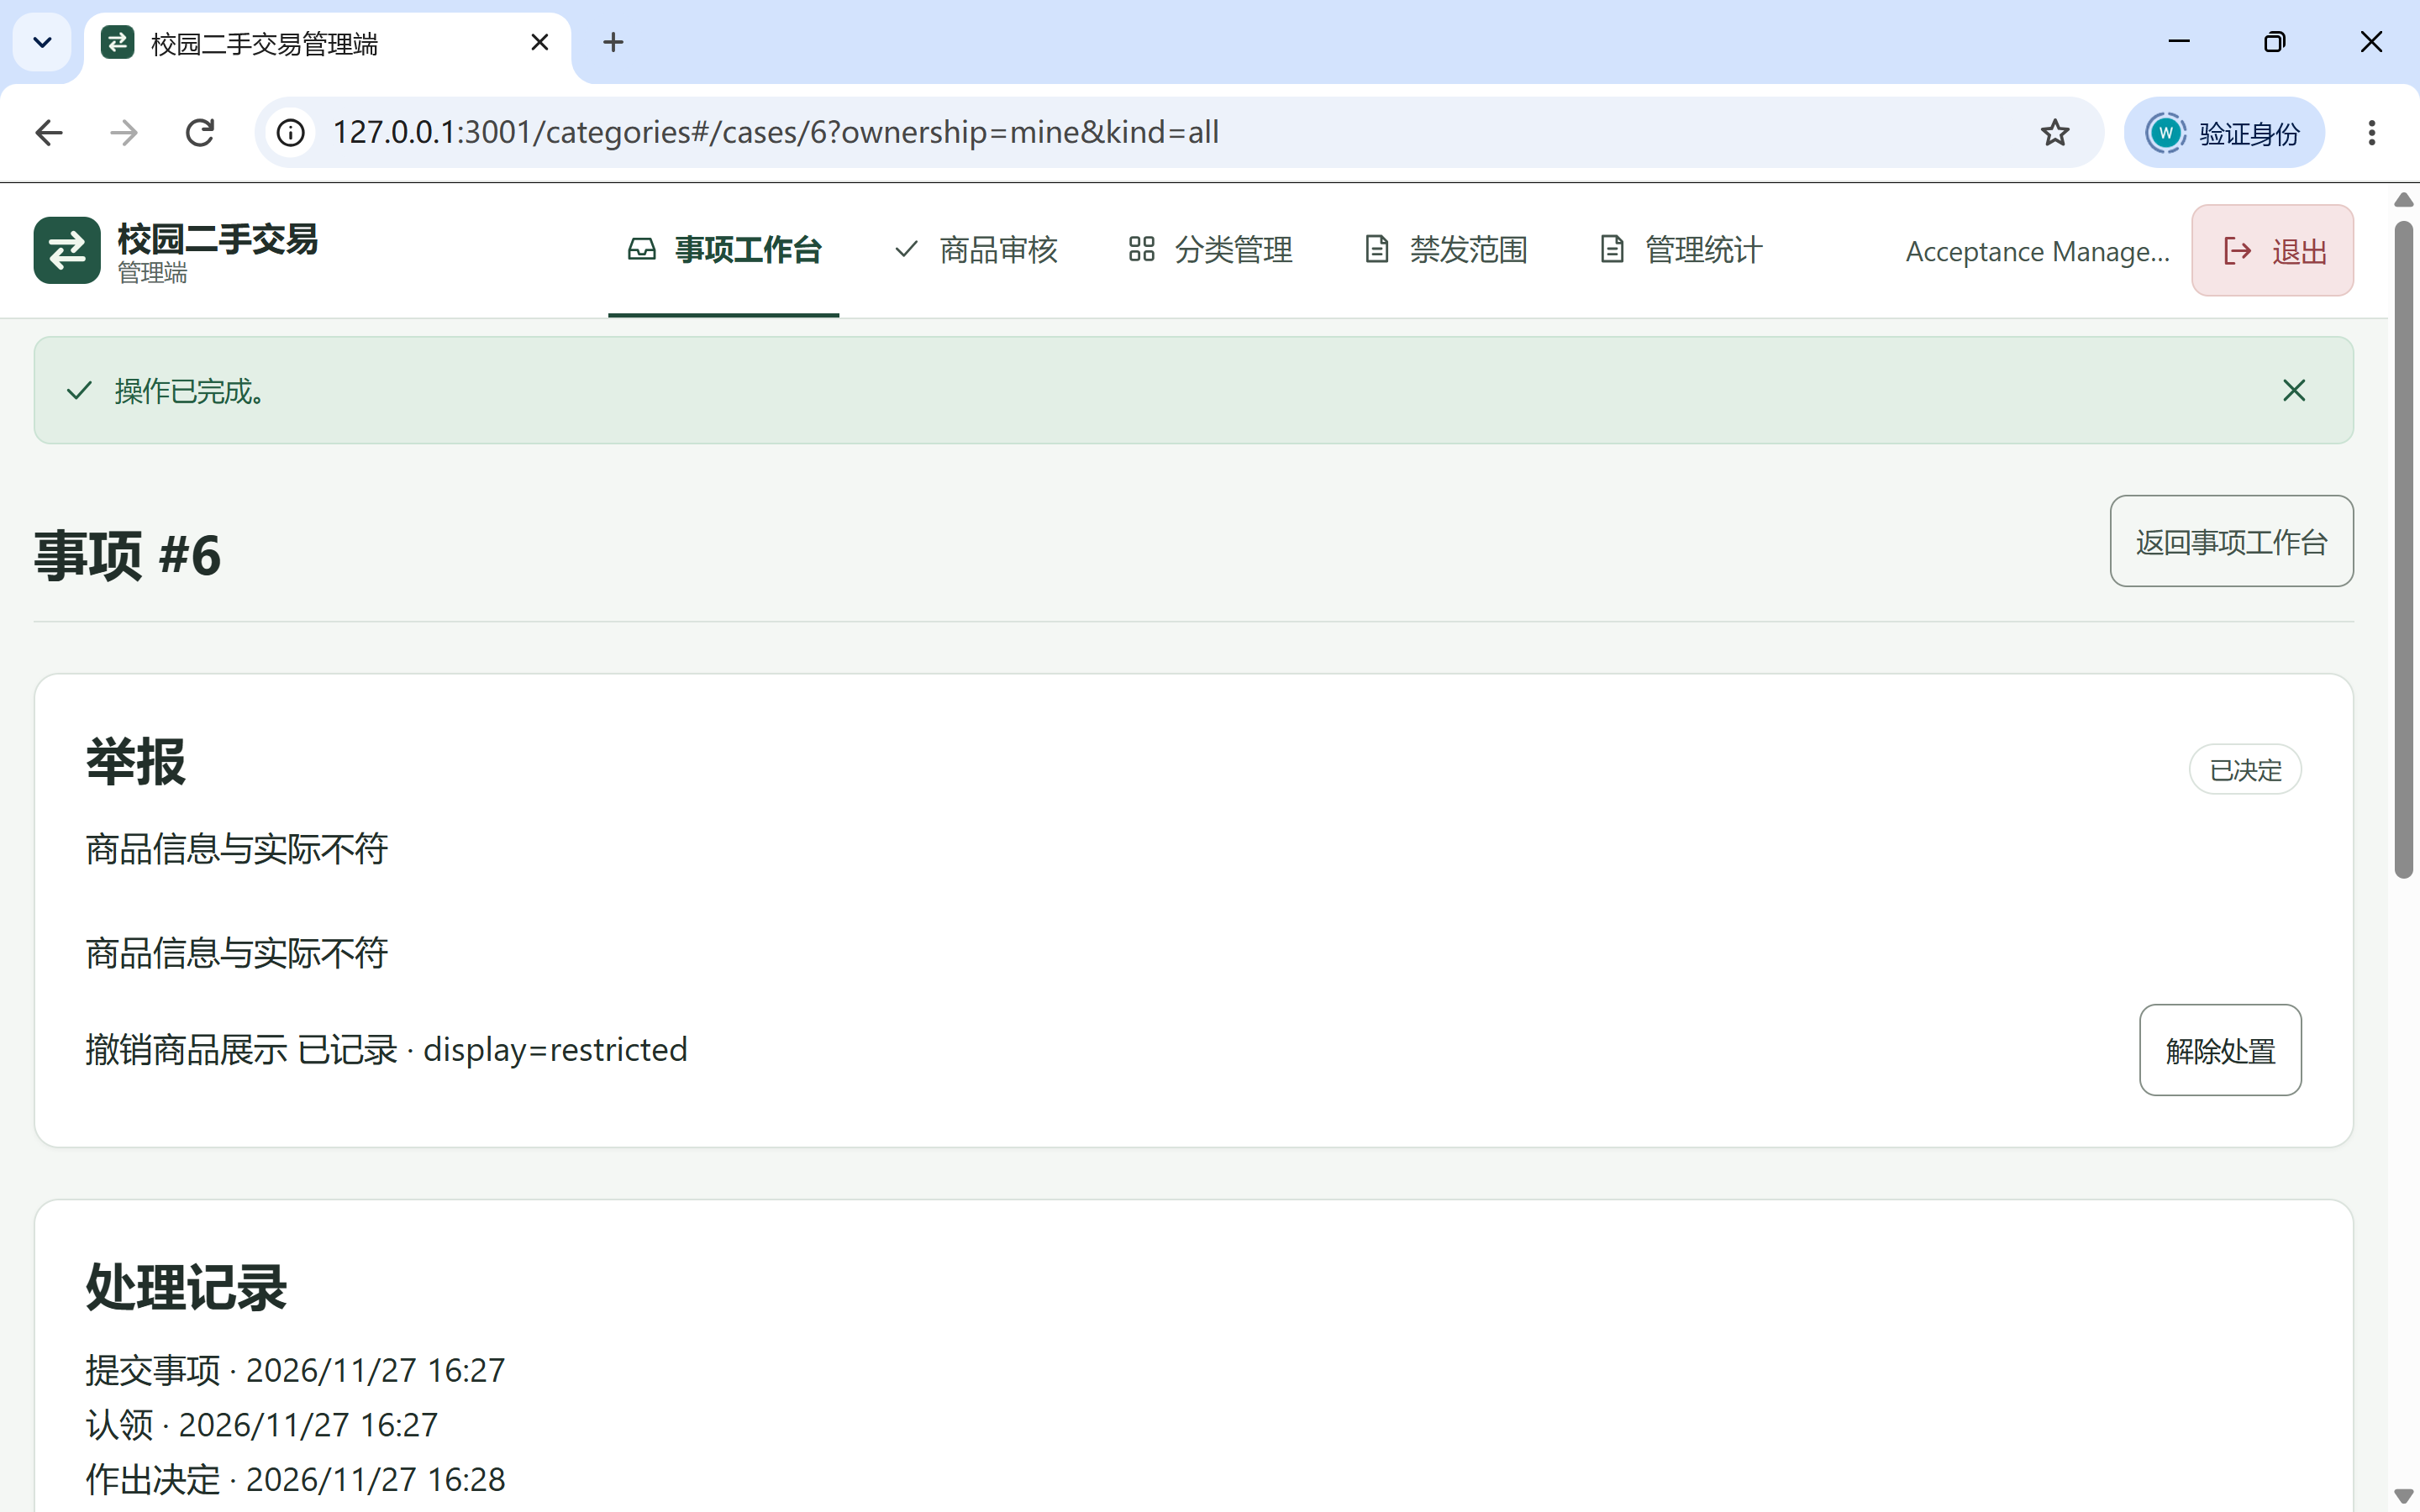 校园二手交易管理端
127.0.0.1:3001/categories#/cases/6?ownership=mine&kind=all
W 验证身份
校园二手交易
管理端
事项工作台 商品审核 分类管理 禁发范围 管理统计 Acceptance Manage... 退出
操作已完成。
事项 #6
返回事项工作台
举报
已决定
商品信息与实际不符
商品信息与实际不符
撤销商品展示 已记录 · display=restricted
解除处置
处理记录
提交事项 · 2026/11/27 16:27
认领 · 2026/11/27 16:27
作出决定 · 2026/11/27 16:28